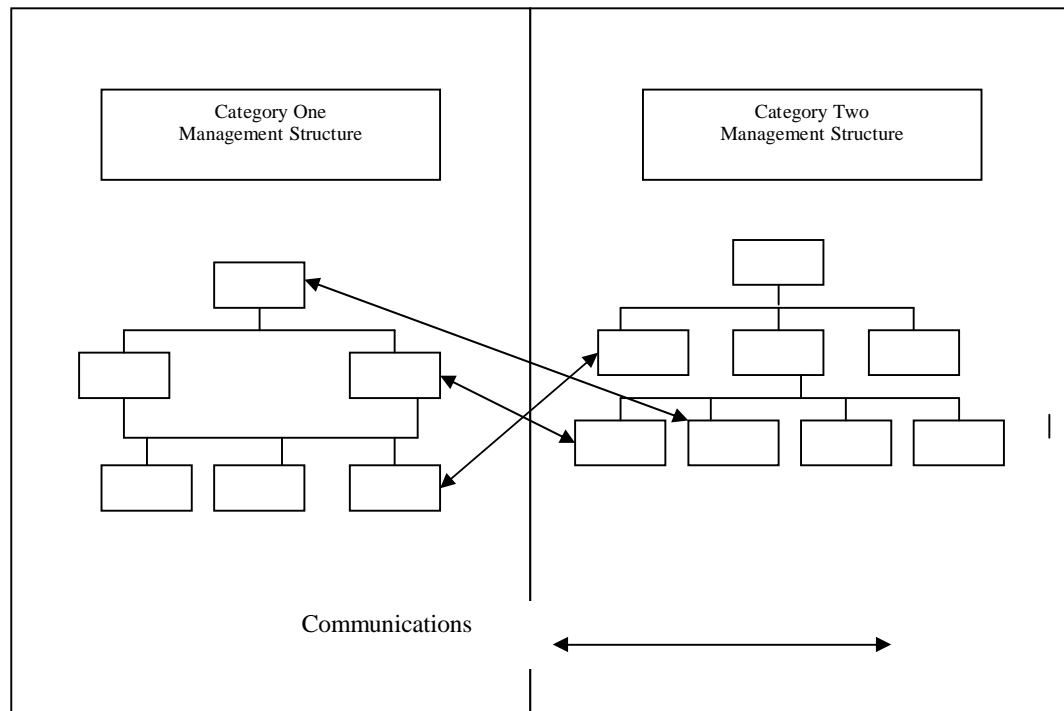 Category One
Management Structure
Category Two
Management Structure
Communications